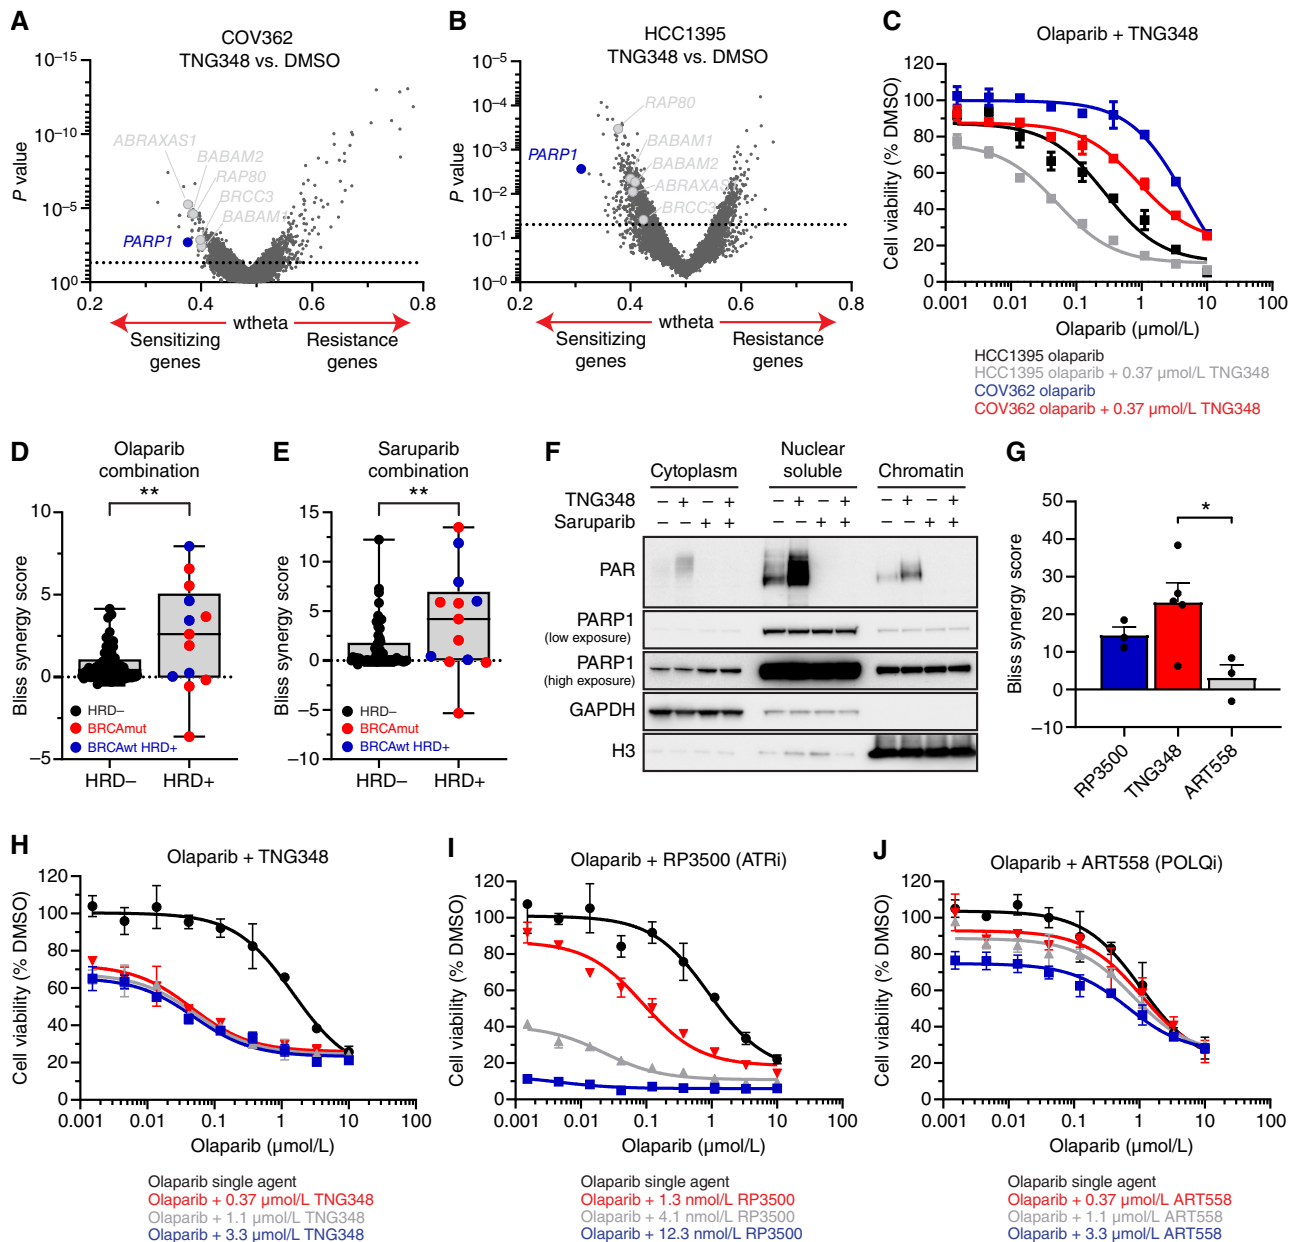 A
COV362
TNG348 vs. DMSO
10⁻¹⁵
10⁻¹⁰
10⁻⁵
10⁰
P value
ABRAXAS1
BABAM2
RAP80
BRCC3
BABAM1
PARP1
0.2
0.4
0.6
0.8
wtheta
Sensitizing genes
Resistance genes
B
HCC1395
TNG348 vs. DMSO
10⁻⁵
10⁻⁴
10⁻³
10⁻²
10⁻¹
10⁻⁰
P value
RAP80
BABAM1
PARP1
BABAM2
ABRAXAS
BRCC3
0.2
0.4
0.6
0.8
wtheta
Sensitizing genes
Resistance genes
C
Olaparib + TNG348
Cell viability (% DMSO)
120
100
80
60
40
20
0
0.001
0.01
0.1
1
10
100
Olaparib (µmol/L)
HCC1395 olaparib
HCC1395 olaparib + 0.37 µmol/L TNG348
COV362 olaparib
COV362 olaparib + 0.37 µmol/L TNG348
D
Olaparib
combination
**
Bliss synergy score
10
5
0
−5
HRD−
BRCAmut
BRCAwt HRD+
HRD−
HRD+
E
Saruparib
combination
**
Bliss synergy score
15
10
5
0
−5
−10
HRD−
BRCAmut
BRCAwt HRD+
HRD−
HRD+
F
Cytoplasm
Nuclear soluble
Chromatin
TNG348 − + − + − + − + − + − +
Saruparib − − + + − − + + − − + +
PAR
PARP1
(low exposure)
PARP1
(high exposure)
GAPDH
H3
G
Bliss synergy score
50
40
30
20
10
0
−10
*
RP3500
TNG348
ART558
H
Olaparib + TNG348
Cell viability (% DMSO)
120
100
80
60
40
20
0
0.001
0.01
0.1
1
10
100
Olaparib (µmol/L)
Olaparib single agent
Olaparib + 0.37 µmol/L TNG348
Olaparib + 1.1 µmol/L TNG348
Olaparib + 3.3 µmol/L TNG348
I
Olaparib + RP3500 (ATRi)
Cell viability (% DMSO)
120
100
80
60
40
20
0
0.001
0.01
0.1
1
10
100
Olaparib (µmol/L)
Olaparib single agent
Olaparib + 1.3 nmol/L RP3500
Olaparib + 4.1 nmol/L RP3500
Olaparib + 12.3 nmol/L RP3500
J
Olaparib + ART558 (POLQi)
Cell viability (% DMSO)
120
100
80
60
40
20
0
0.001
0.01
0.1
1
10
100
Olaparib (µmol/L)
Olaparib single agent
Olaparib + 0.37 µmol/L ART558
Olaparib + 1.1 µmol/L ART558
Olaparib + 3.3 µmol/L ART558